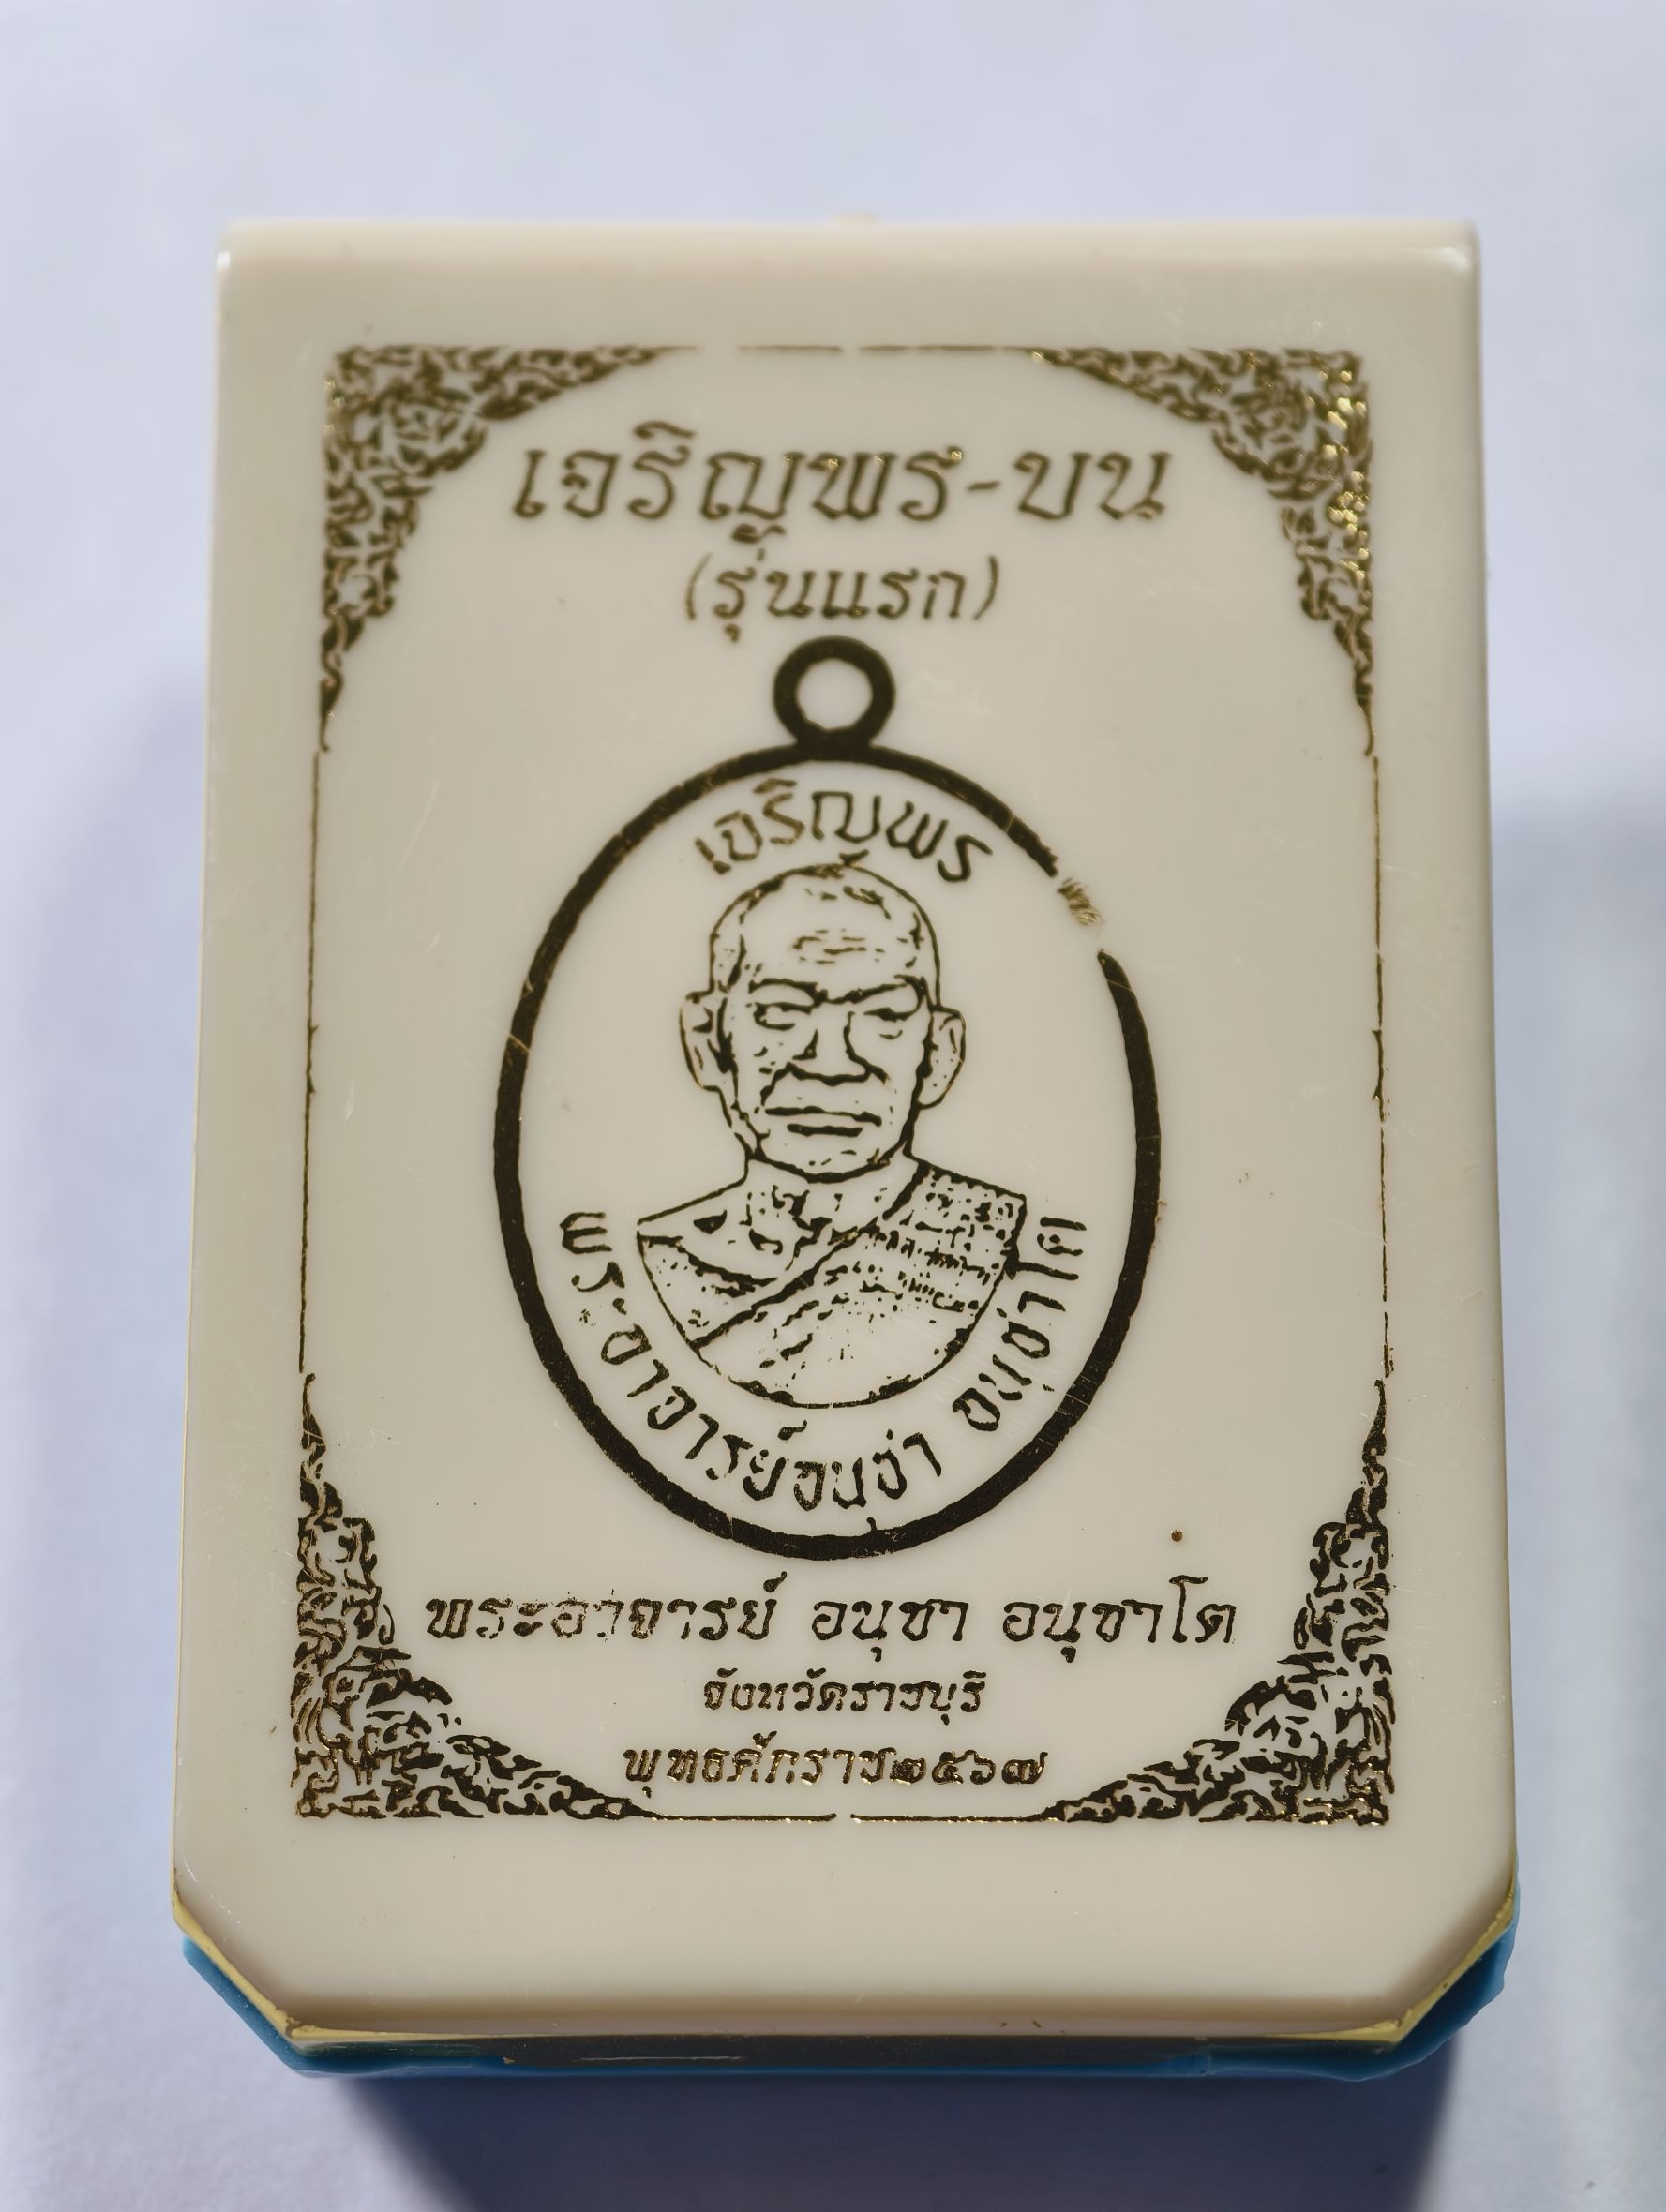 เจริญพร-บน
(รุ่นแรก)
เจริญพร
พระอาจารย์อนุชา อนุชาโต
พระอาจารย์ อนุชา อนุชาโต
จังหวัดราชบุรี
พุทธศักราช๒๕๖๗